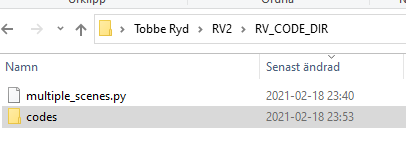 Urklipp Ordna
Tobbe Ryd > RV2 > RV_CODE_DIR
Namn Senast ändrad
multiple_scenes.py 2021-02-18 23:40
codes 2021-02-18 23:53